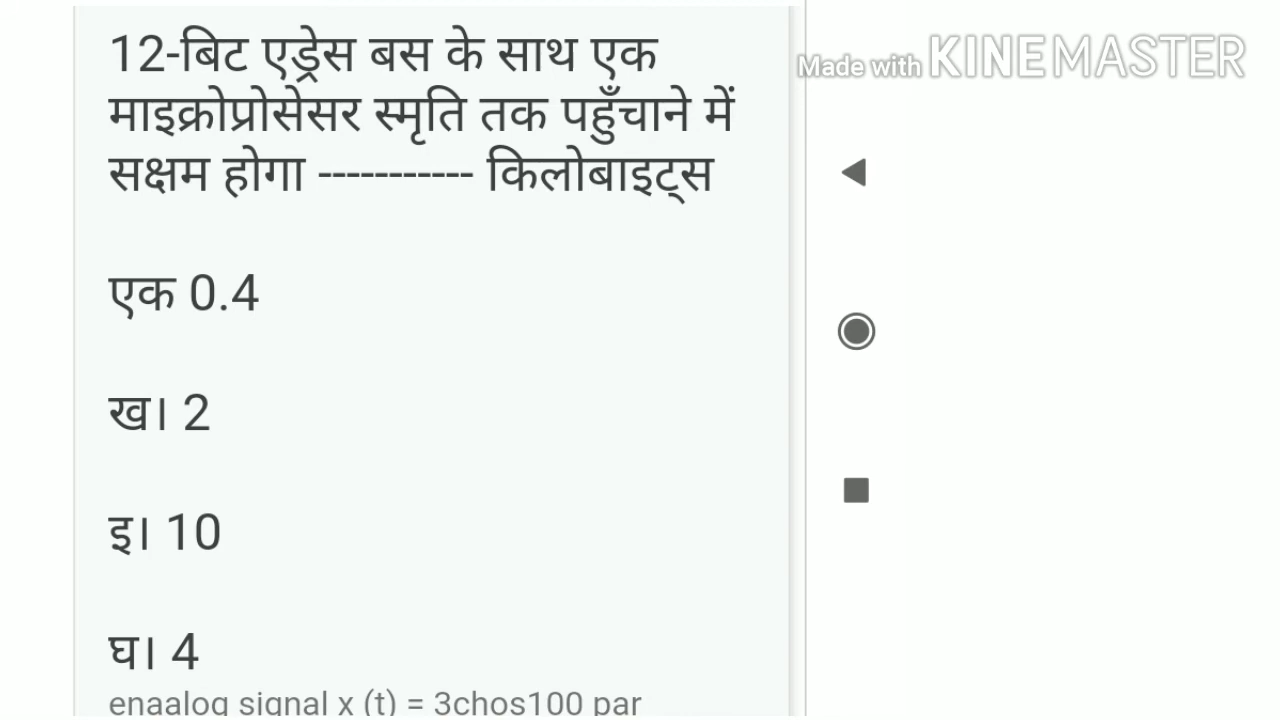 12-बिट एड्रेस बस के साथ एक
माइक्रोप्रोसेसर स्मृति तक पहुँचाने में
सक्षम होगा ----------- किलोबाइट्स
एक 0.4
ख। 2
इ। 10
घ। 4
enaalog signal x (t) = 3chos100 par
Made with KINEMASTER